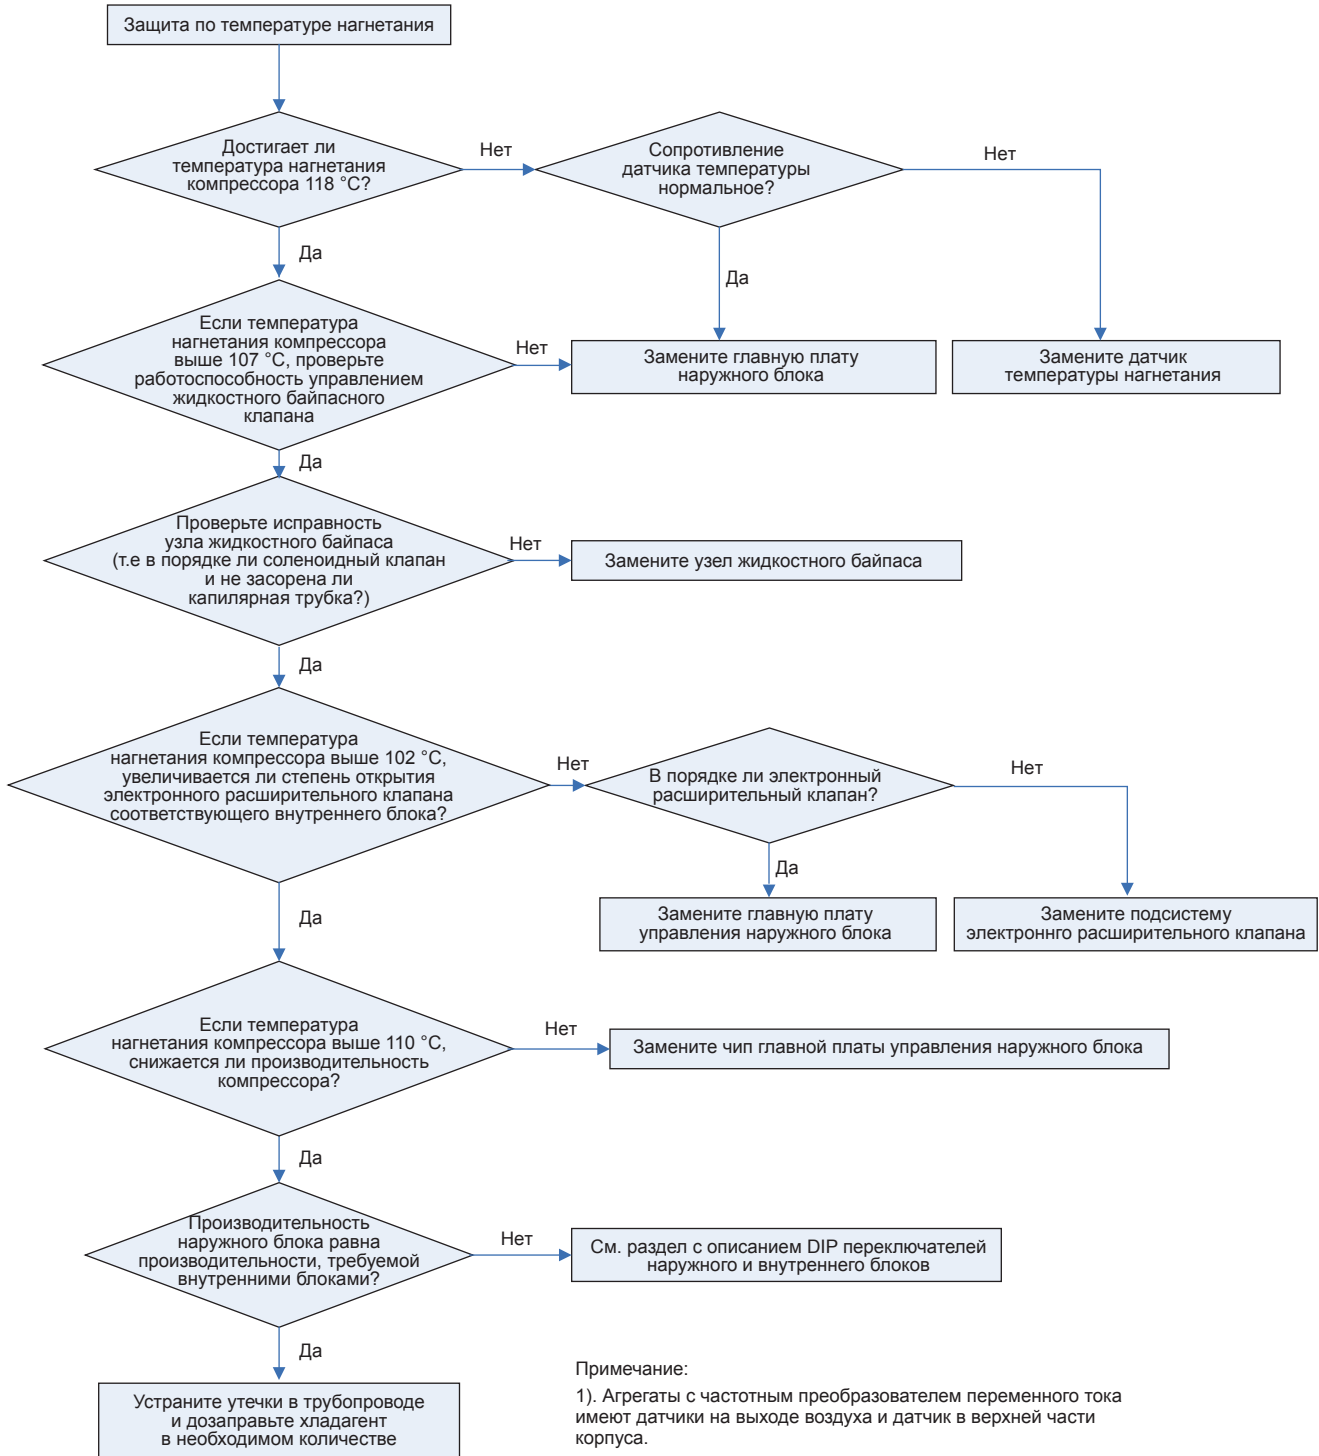 Защита по температуре нагнетания
Достигает ли
температура нагнетания
компрессора 118 °C?
Нет
Сопротивление
датчика температуры
нормальное?
Нет
Да
Да
Если температура
нагнетания компрессора
выше 107 °C, проверьте
работоспособность управлением
жидкостного байпасного
клапана
Нет
Замените главную плату
наружного блока
Замените датчик
температуры нагнетания
Да
Проверьте исправность
узла жидкостного байпаса
(т.е в порядке ли соленоидный клапан
и не засорена ли
капилярная трубка?)
Нет
Замените узел жидкостного байпаса
Да
Если температура
нагнетания компрессора выше 102 °C,
увеличивается ли степень открытия
электронного расширительного клапана
соответствующего внутреннего блока?
Нет
В порядке ли электронный
расширительный клапан?
Нет
Да
Замените главную плату
управления наружного блока
Замените подсистему
электроннго расширительного клапана
Да
Если температура
нагнетания компрессора выше 110 °C,
снижается ли производительность
компрессора?
Нет
Замените чип главной платы управления наружного блока
Да
Производительность
наружного блока равна
производительности, требуемой
внутренними блоками?
Нет
См. раздел с описанием DIP переключателей
наружного и внутреннего блоков
Да
Устраните утечки в трубопроводе
и дозаправьте хладагент
в необходимом количестве
Примечание:
1). Агрегаты с частотным преобразователем переменного тока
имеют датчики на выходе воздуха и датчик в верхней части
корпуса.